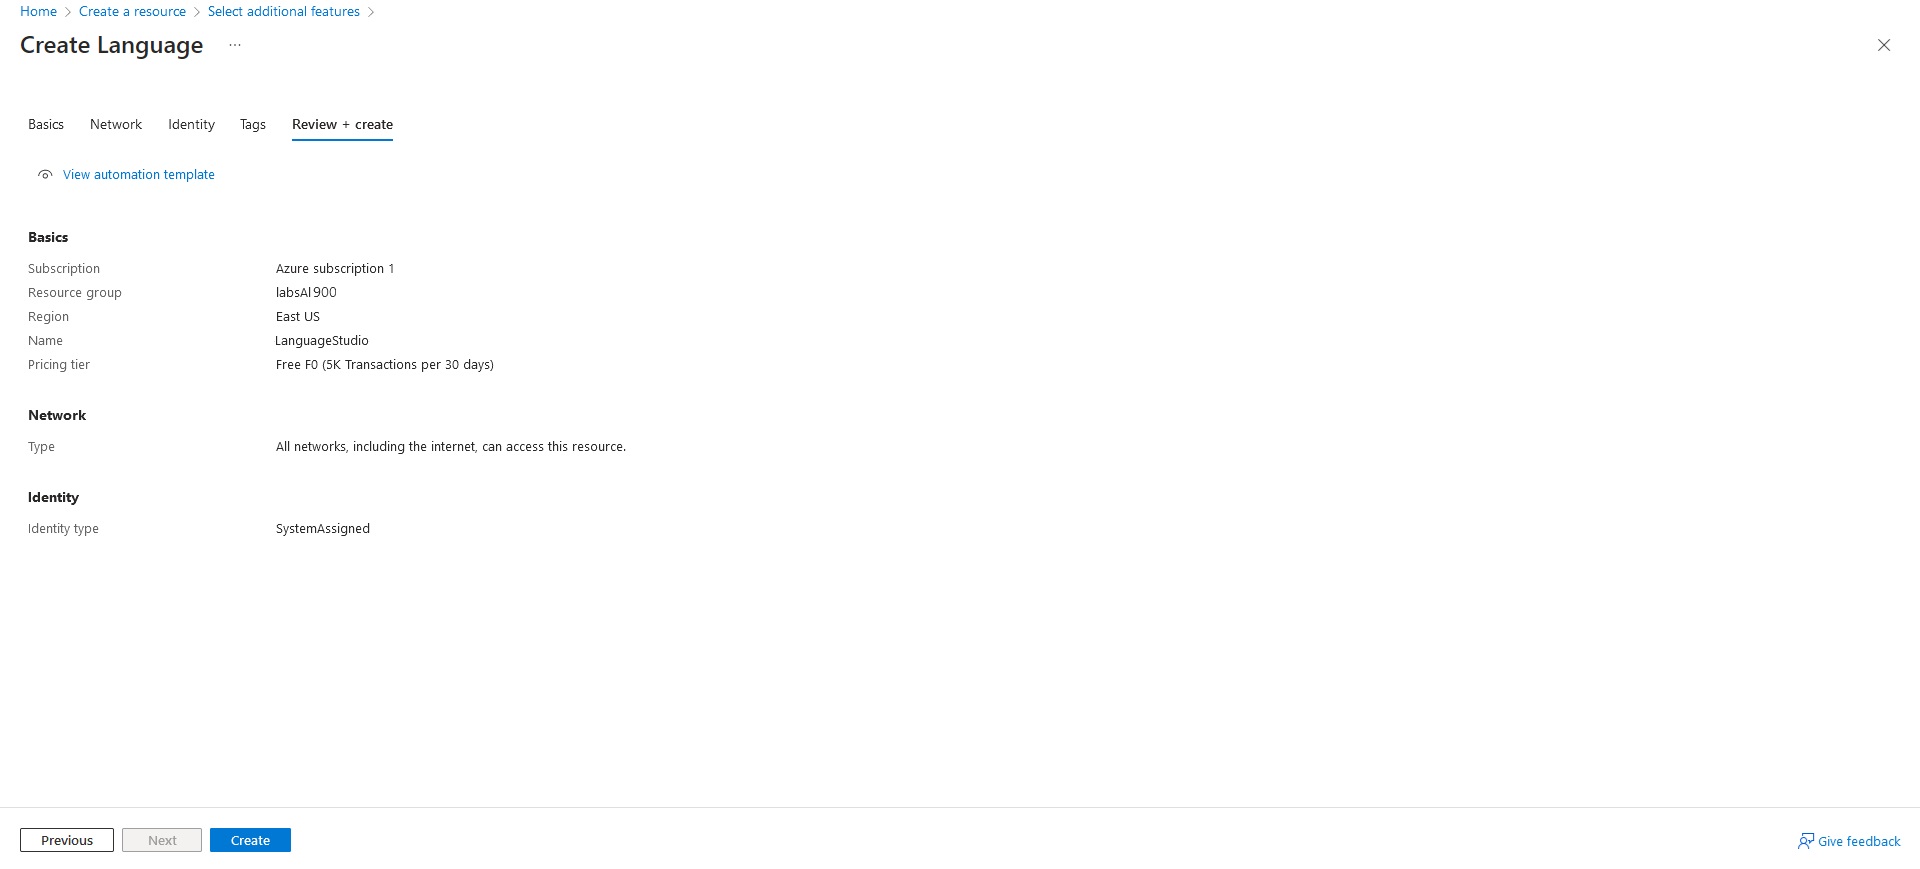 Home > Create a resource > Select additional features >
Create Language ...
Basics Network Identity Tags Review + create
View automation template
Basics
Subscription Azure subscription 1
Resource group labsAI900
Region East US
Name LanguageStudio
Pricing tier Free F0 (5K Transactions per 30 days)
Network
Type All networks, including the internet, can access this resource.
Identity
Identity type SystemAssigned
Previous Next Create Give feedback